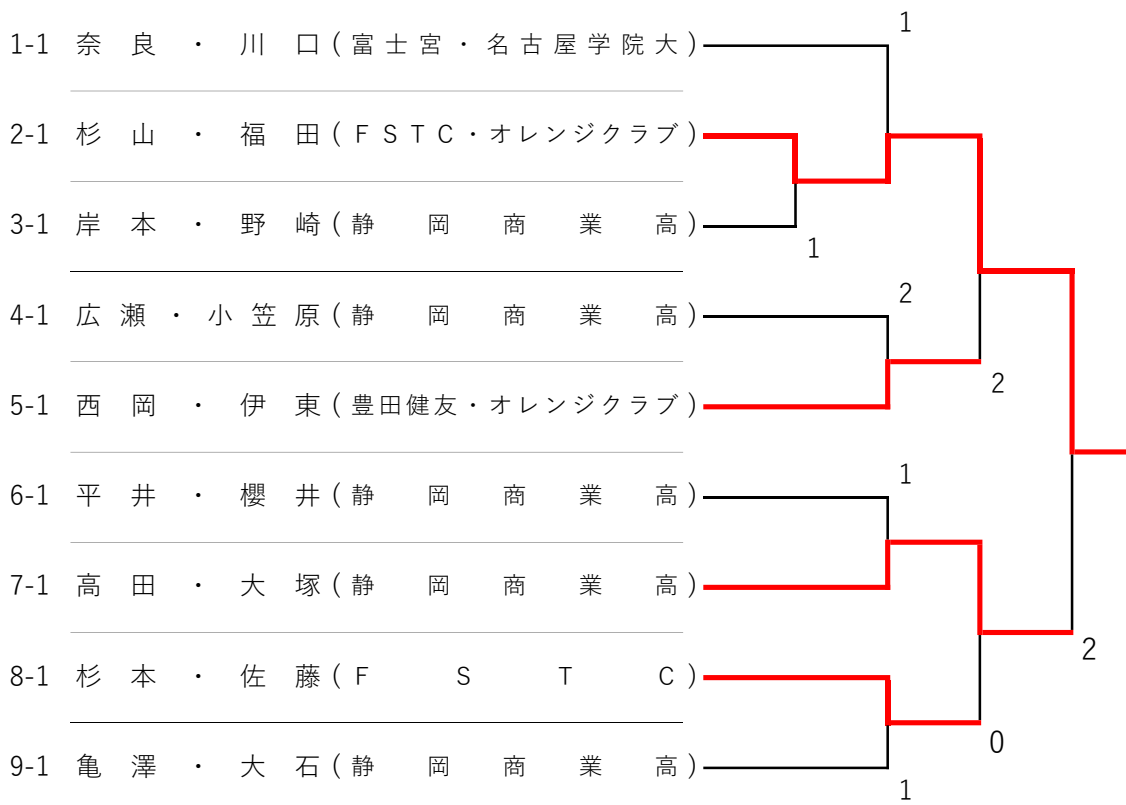 1
1-1 奈良・川口(富士宮・名古屋学院大)
2-1 杉山・福田(FSTC・オレンジクラブ)
3-1 岸本・野崎(静岡商業高)
1
2
4-1 広瀬・小笠原(静岡商業高)
2
5-1 西岡・伊東(豊田健友・オレンジクラブ)
1
6-1 平井・櫻井(静岡商業高)
7-1 高田・大塚(静岡商業高)
2
8-1 杉本・佐藤(FSTC)
0
9-1 亀澤・大石(静岡商業高)
1